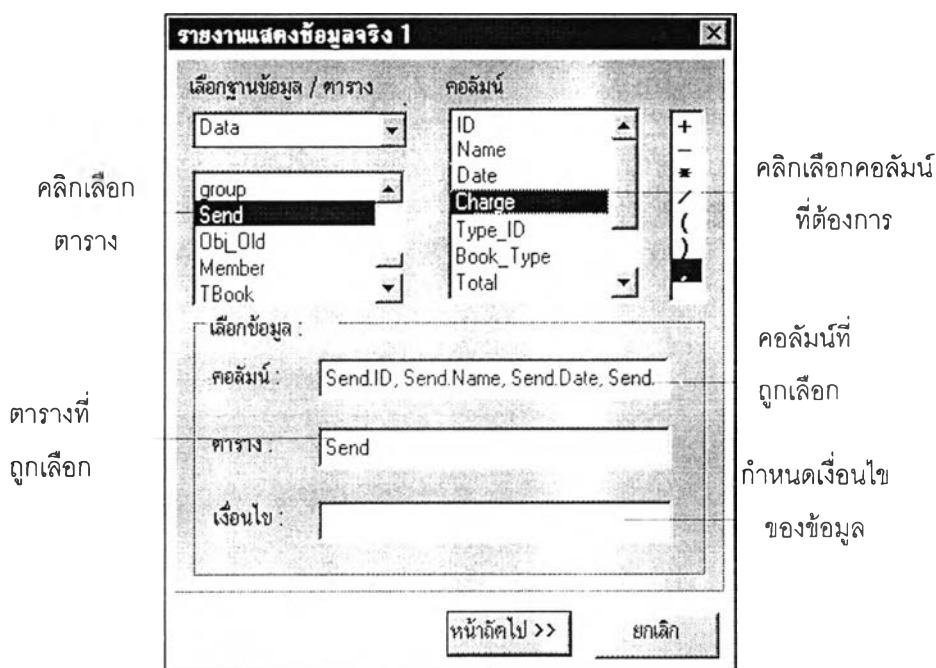 รายงานแสดงข้อมูลจริง 1
เลือกฐานข้อมูล / ตาราง
Data
group
Send
Obj_Old
Member
TBook
คอลัมน์
ID
Name
Date
Charge
Type_ID
Book_Type
Total
+
-
*
/
(
)
,
เลือกข้อมูล :
คอลัมน์ :
Send.ID, Send.Name, Send.Date, Send.
ตาราง :
Send
เงื่อนไข :
หน้าถัดไป >>
ยกเลิก
คลิกเลือก
ตาราง
ตารางที่
ถูกเลือก
คลิกเลือกคอลัมน์
ที่ต้องการ
คอลัมน์ที่
ถูกเลือก
กำหนดเงื่อนไข
ของข้อมูล